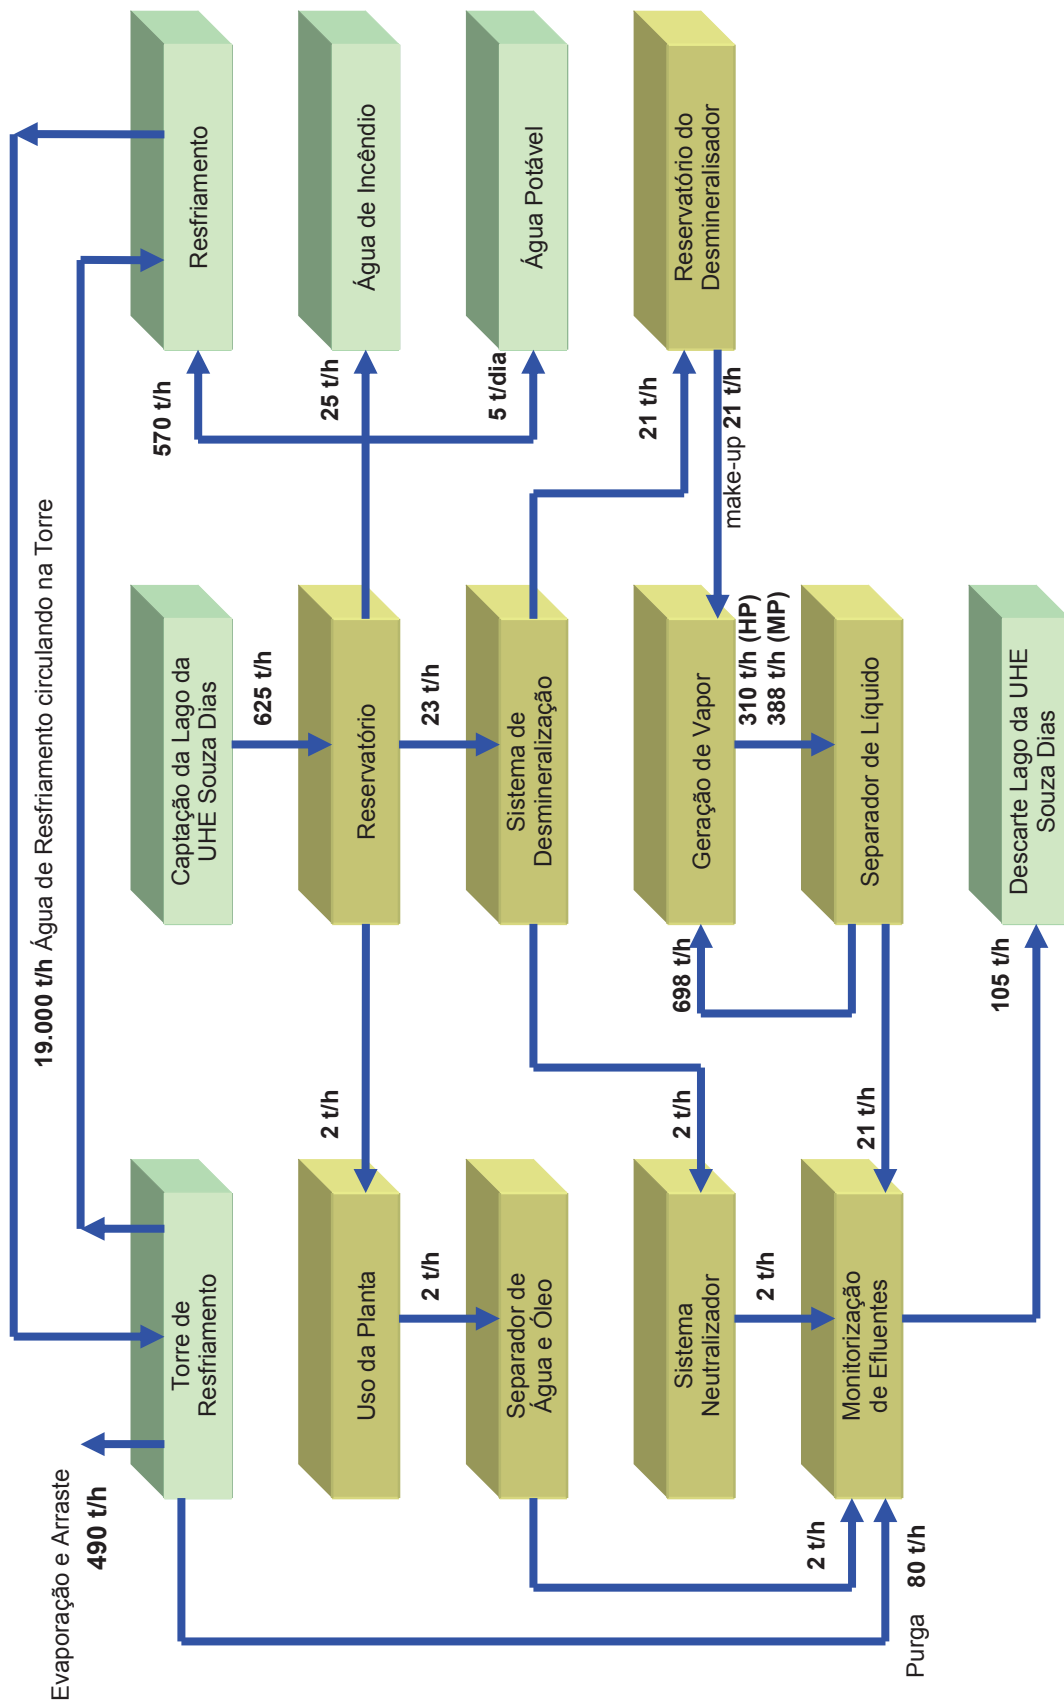 19.000 t/h Água de Resfriamento circulando na Torre
Evaporação e Arraste
490 t/h
Torre de
Resfriamento
Captação da Lago da
UHE Souza Dias
Resfriamento
570 t/h
625 t/h
Uso da Planta
2 t/h
Reservatório
25 t/h
Água de Incêndio
2 t/h
23 t/h
5 t/dia
Separador de
Água e Óleo
Sistema de
Desmineralização
Água Potável
21 t/h
Sistema
Neutralizador
2 t/h
698 t/h
Geração de Vapor
Reservatório do
Desmineralisador
make-up 21 t/h
2 t/h
310 t/h (HP)
388 t/h (MP)
2 t/h
Monitorização
de Efluentes
21 t/h
Separador de Líquido
Purga 80 t/h
105 t/h
Descarte Lago da UHE
Souza Dias